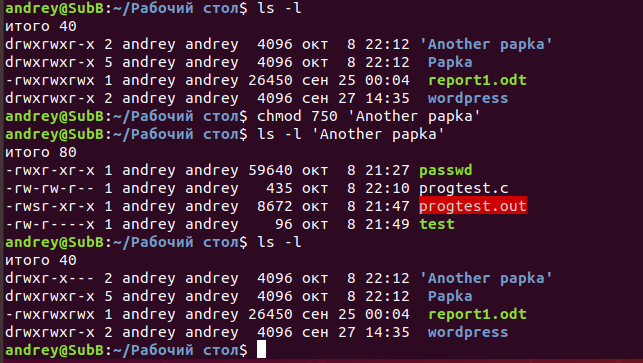 andrey@SubB:~/Рабочий стол$ ls -l
итого 40
drwxrwxr-x 2 andrey andrey  4096 окт  8 22:12 'Another papka'
drwxrwxr-x 5 andrey andrey  4096 окт  8 22:12  Papka
-rwxrwxrwx 1 andrey andrey 26450 сен 25 00:04  report1.odt
drwxrwxr-x 2 andrey andrey  4096 сен 27 14:35  wordpress
andrey@SubB:~/Рабочий стол$ chmod 750 'Another papka'
andrey@SubB:~/Рабочий стол$ ls -l 'Another papka'
итого 80
-rwxr-xr-x 1 andrey andrey 59640 окт  8 21:27 passwd
-rw-rw-r-- 1 andrey andrey   435 окт  8 22:10 progtest.c
-rwsr-xr-x 1 andrey andrey  8672 окт  8 21:47 progtest.out
-rw-r----x 1 andrey andrey    96 окт  8 21:49 test
andrey@SubB:~/Рабочий стол$ ls -l
итого 40
drwxr-x--- 2 andrey andrey  4096 окт  8 22:12 'Another papka'
drwxrwxr-x 5 andrey andrey  4096 окт  8 22:12  Papka
-rwxrwxrwx 1 andrey andrey 26450 сен 25 00:04  report1.odt
drwxrwxr-x 2 andrey andrey  4096 сен 27 14:35  wordpress
andrey@SubB:~/Рабочий стол$